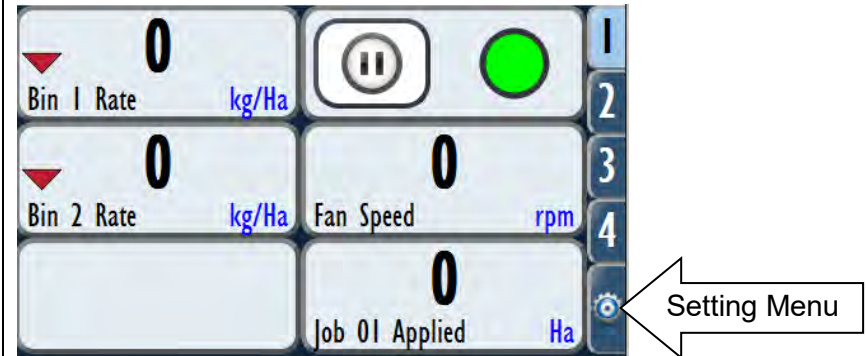 0
Bin 1 Rate kg/Ha
0
Bin 2 Rate kg/Ha
0
Fan Speed rpm
0
Job 01 Applied Ha
1
2
3
4
Setting Menu